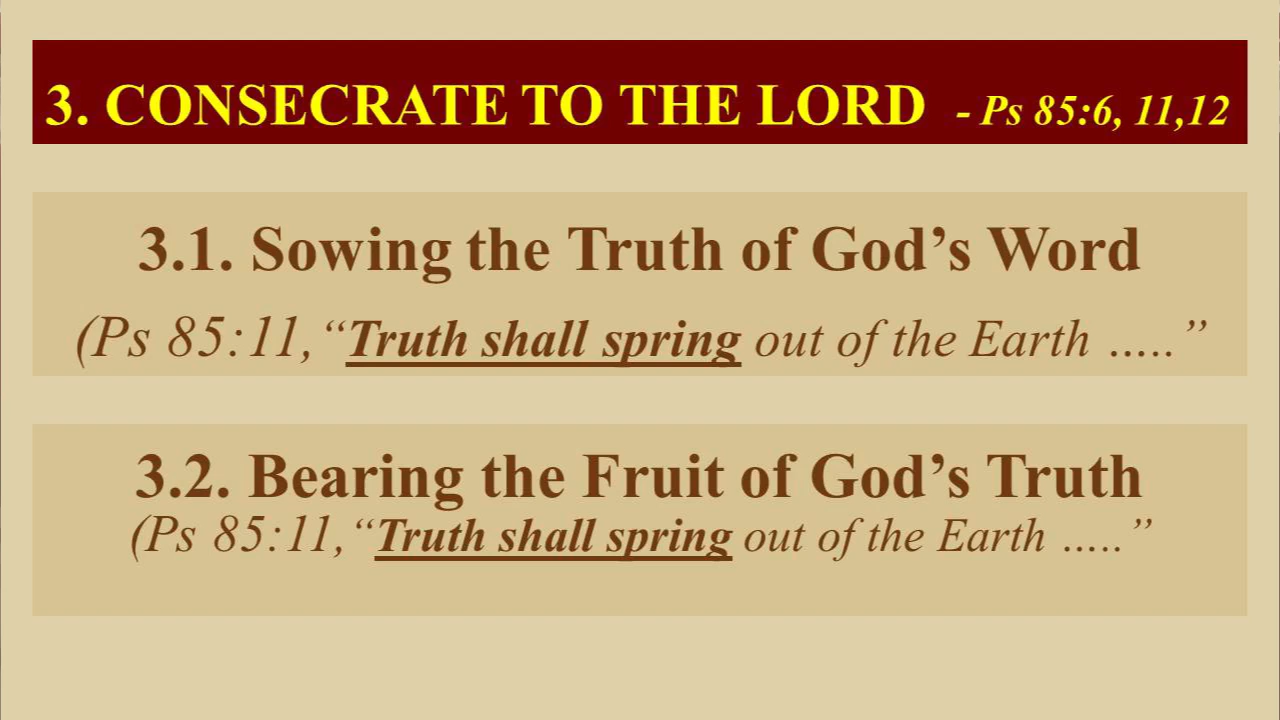 3. CONSECRATE TO THE LORD - Ps 85:6, 11,12
3.1. Sowing the Truth of God’s Word
(Ps 85:11, “Truth shall spring out of the Earth .....”
3.2. Bearing the Fruit of God’s Truth
(Ps 85:11, “Truth shall spring out of the Earth .....”